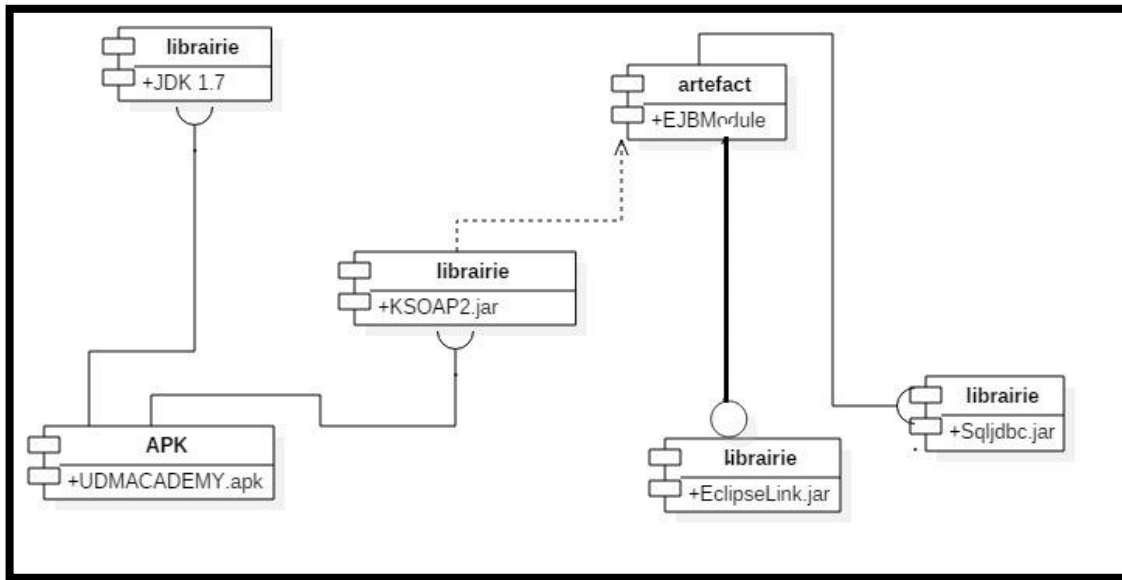 librairie
+JDK 1.7
artefact
+EJBModule
librairie
+KSOAP2.jar
librairie
+Sqljdbc.jar
APK
+UDMACADEMY.apk
librairie
+EclipseLink.jar